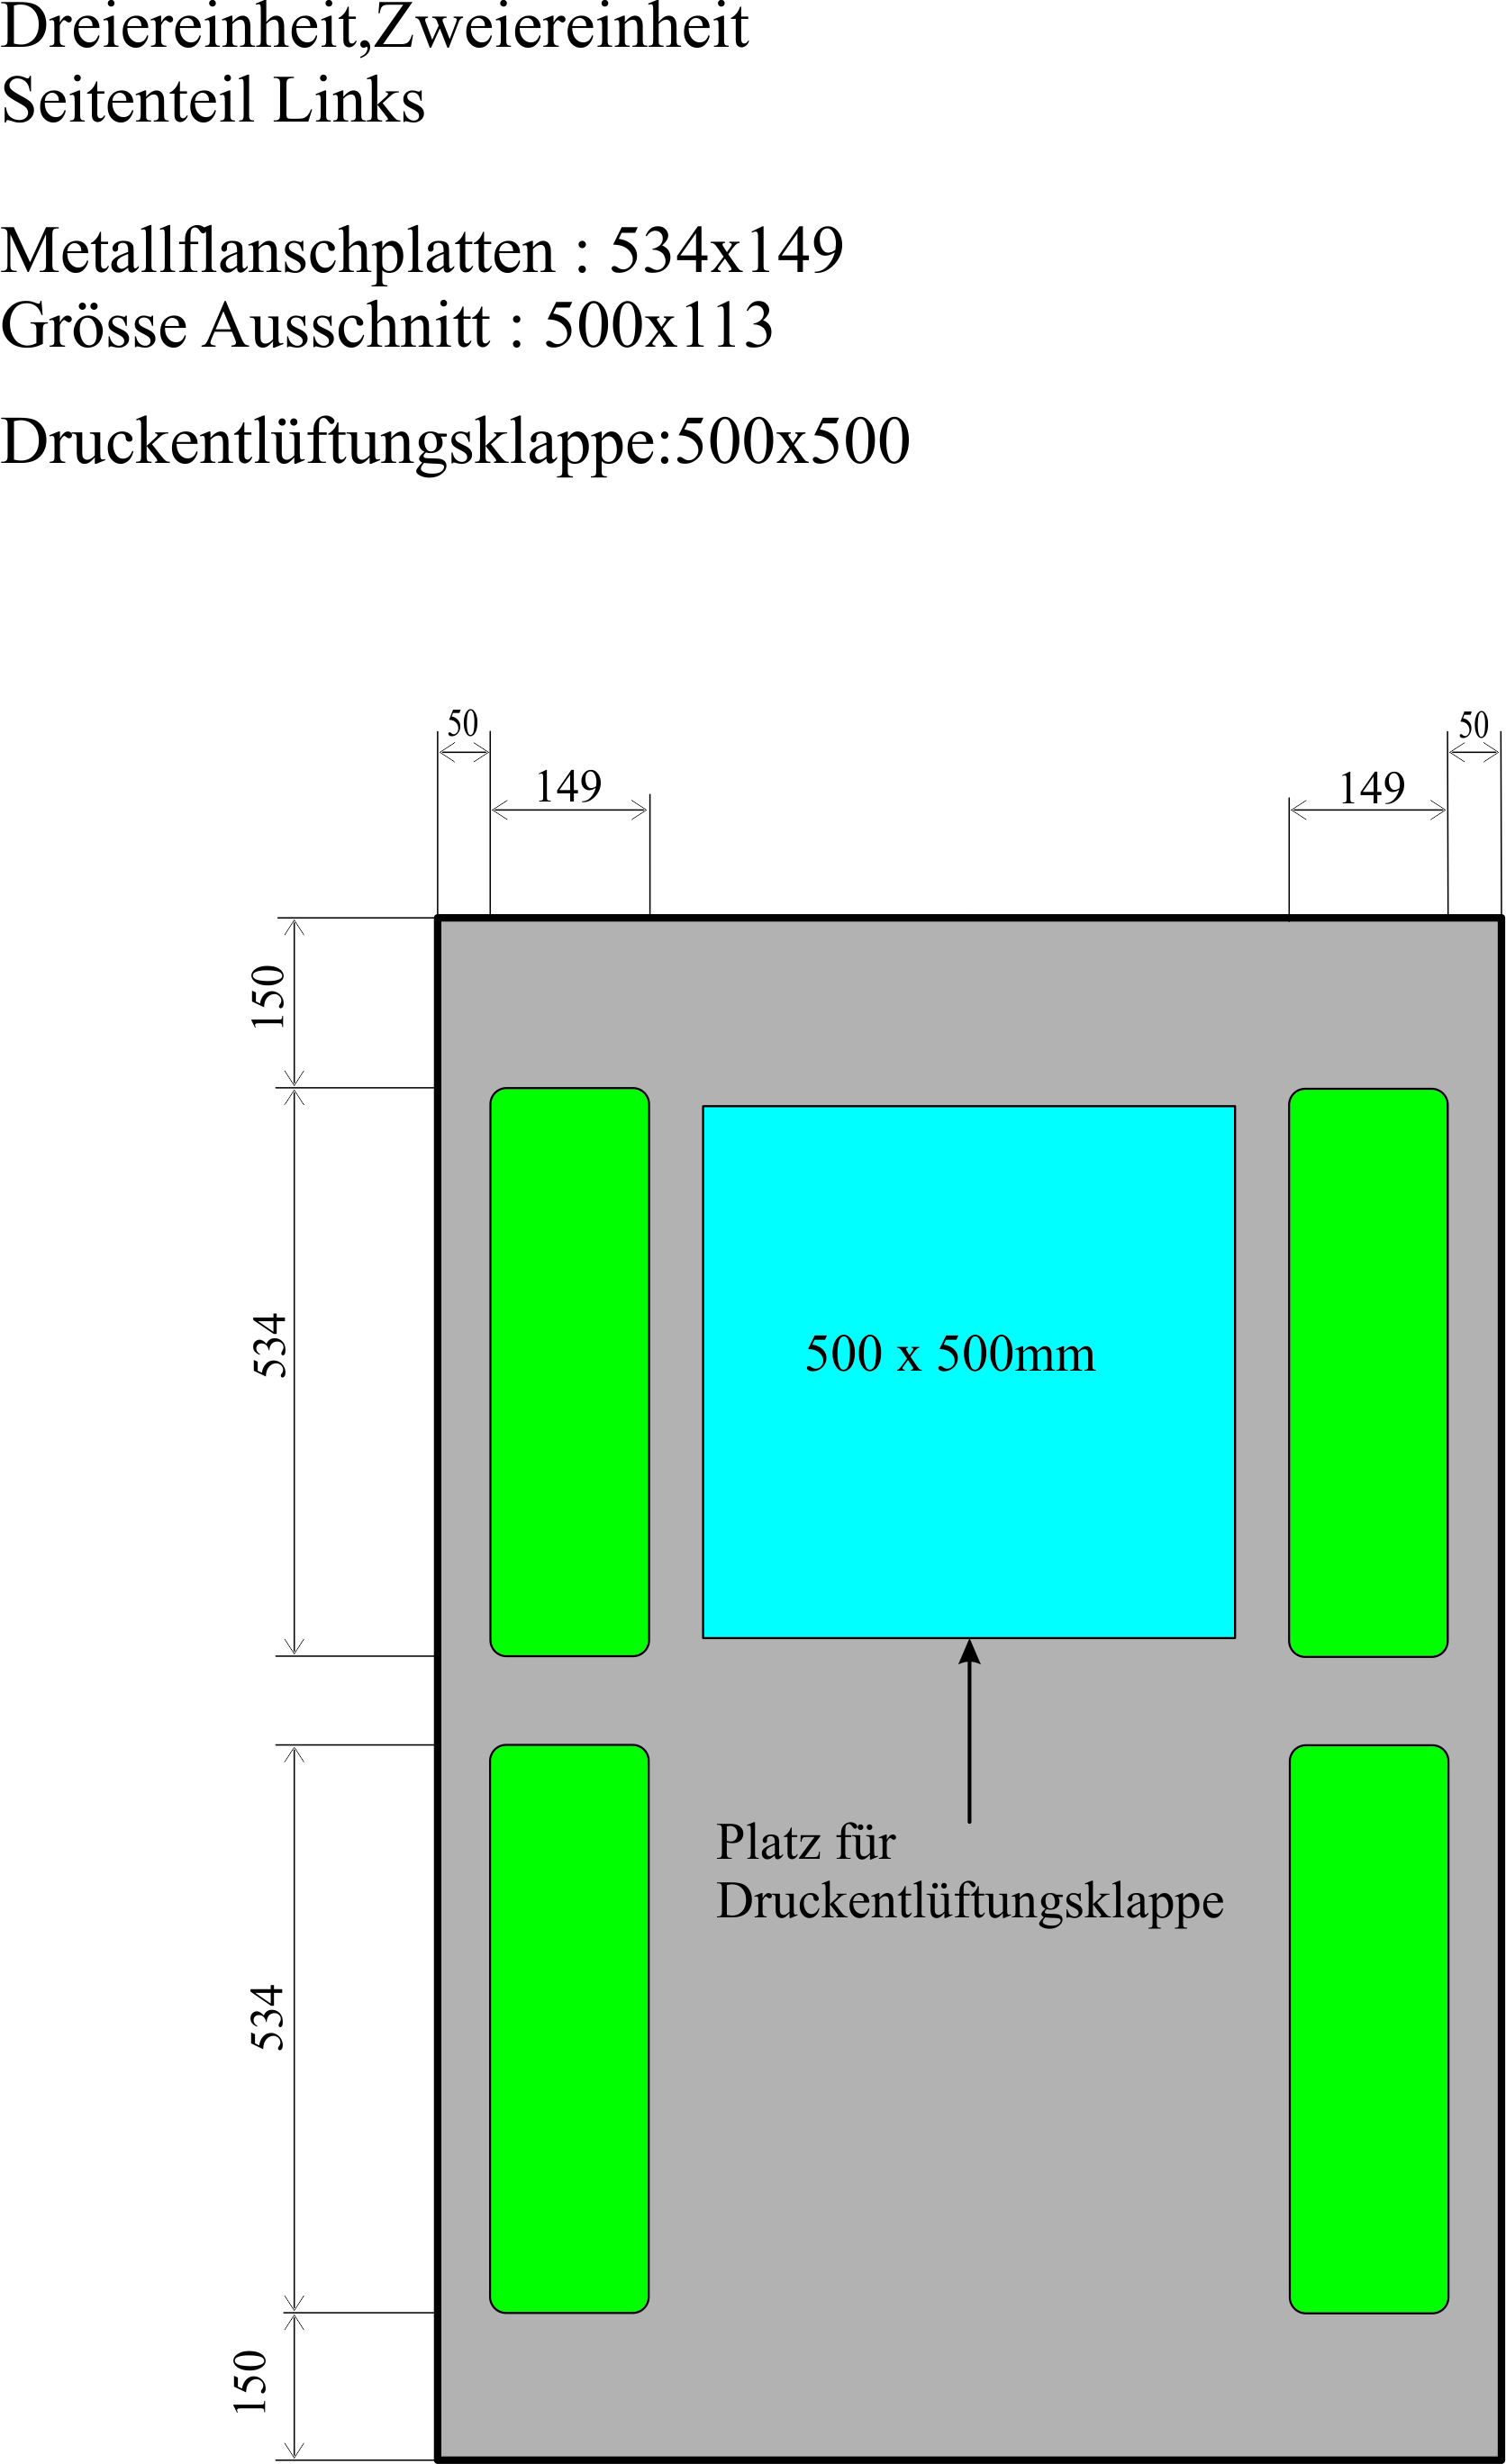 Dreiereinheit,Zweiereinheit
Seitenteil Links
Metallflanschplatten : 534x149
Grösse Ausschnitt : 500x113
Druckentlüftungsklappe:500x500
50
50
149
149
150
534
500 x 500mm
Platz für
Druckentlüftungsklappe
534
150